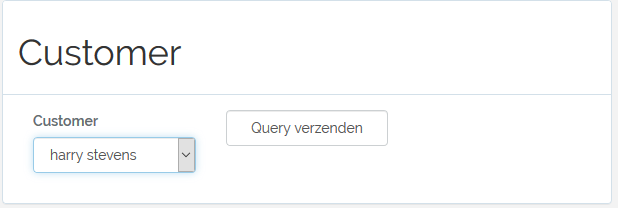 Customer
Customer
Query verzenden
harry stevens